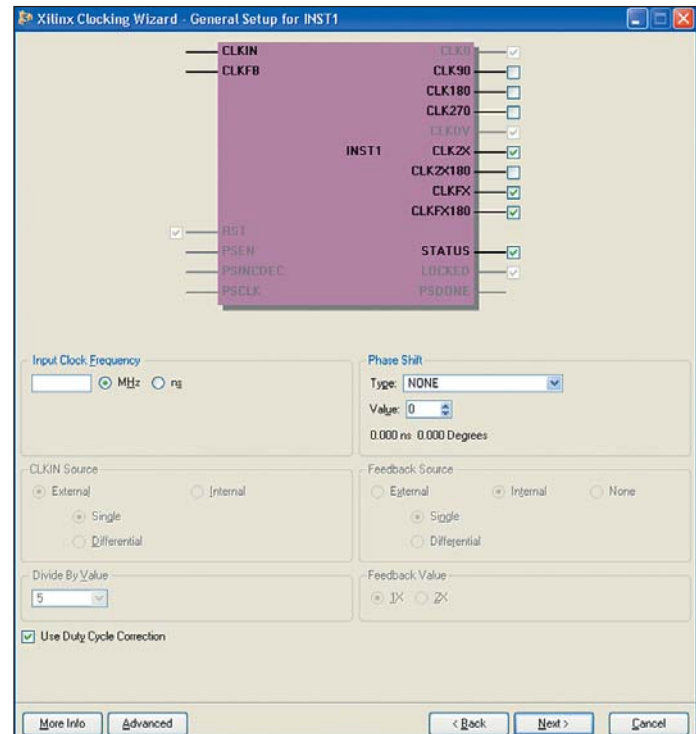 Xilinx Clocking Wizard - General Setup for INST1
CLKIN
CLKFB
INST1
RST
PSEN
PSINCDEC
PSCLK
CLK0
CLK90
CLK180
CLK270
CLKDV
CLK2X
CLK2X180
CLKFX
CLKFX180
STATUS
LOCKED
PSDONE
Input Clock Frequency
MHz ns
Phase Shift
Type: NONE
Value: 0
0.000 ns 0.000 Degrees
CLKIN Source
External Internal
Single
Differential
Feedback Source
External Internal None
Single
Differential
Divide By Value
5
Feedback Value
1X 2X
Use Duty Cycle Correction
More Info Advanced < Back Next > Cancel